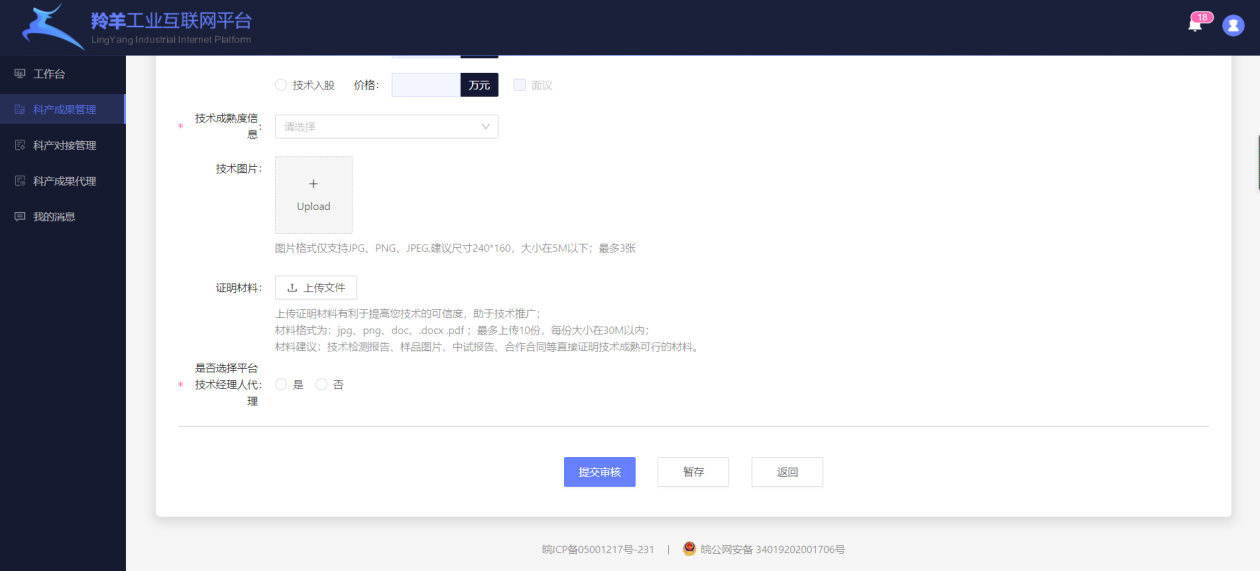 羚羊工业互联网平台
LingYang Industrial Internet Platform
18
工作台
科产成果管理
科产对接管理
科产成果代理
我的消息
技术入股 价格： 万元 面议
* 技术成熟度信
息：
请选择
技术图片：
+
Upload
图片格式仅支持JPG、PNG、JPEG,建议尺寸240*160，大小在5M以下；最多3张
证明材料： 上传文件
上传证明材料有利于提高您技术的可信度，助于技术推广；
材料格式为：jpg、png、doc、.docx .pdf ；最多上传10份，每份大小在30M以内；
材料建议：技术检测报告、样品图片、中试报告、合作合同等直接证明技术成熟可行的材料。
是否选择平台
* 技术经理人代：
理
是 否
提交审核 暂存 返回
皖ICP备05001217号-231 | 皖公网安备 34019202001706号